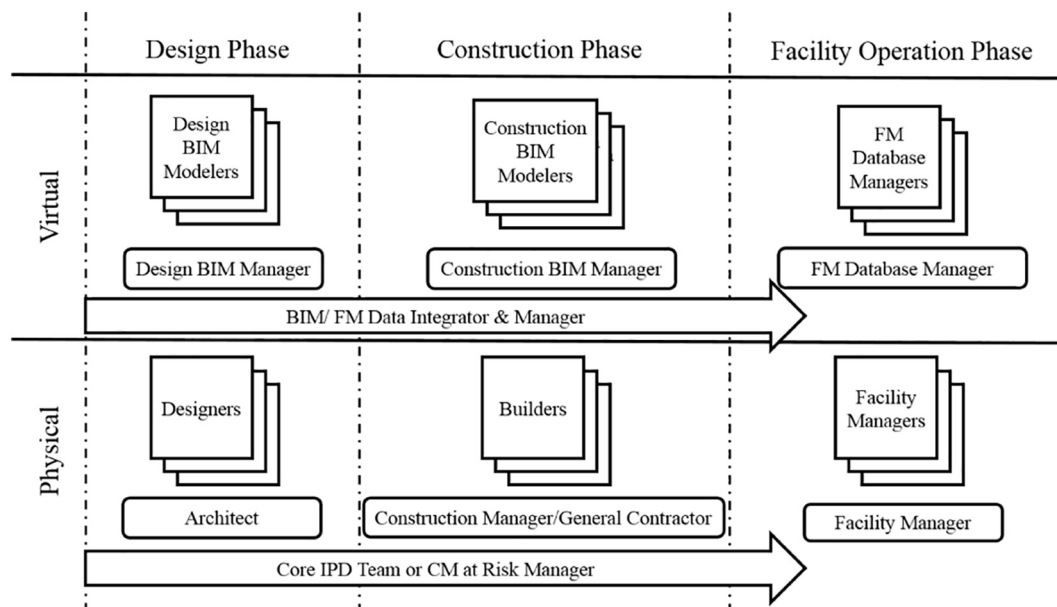 Design Phase
Construction Phase
Facility Operation Phase
Virtual
Design
BIM
Modelers
Construction
BIM
Modelers
FM
Database
Managers
Design BIM Manager
Construction BIM Manager
FM Database Manager
BIM/ FM Data Integrator & Manager
Physical
Designers
Builders
Facility
Managers
Architect
Construction Manager/General Contractor
Facility Manager
Core IPD Team or CM at Risk Manager